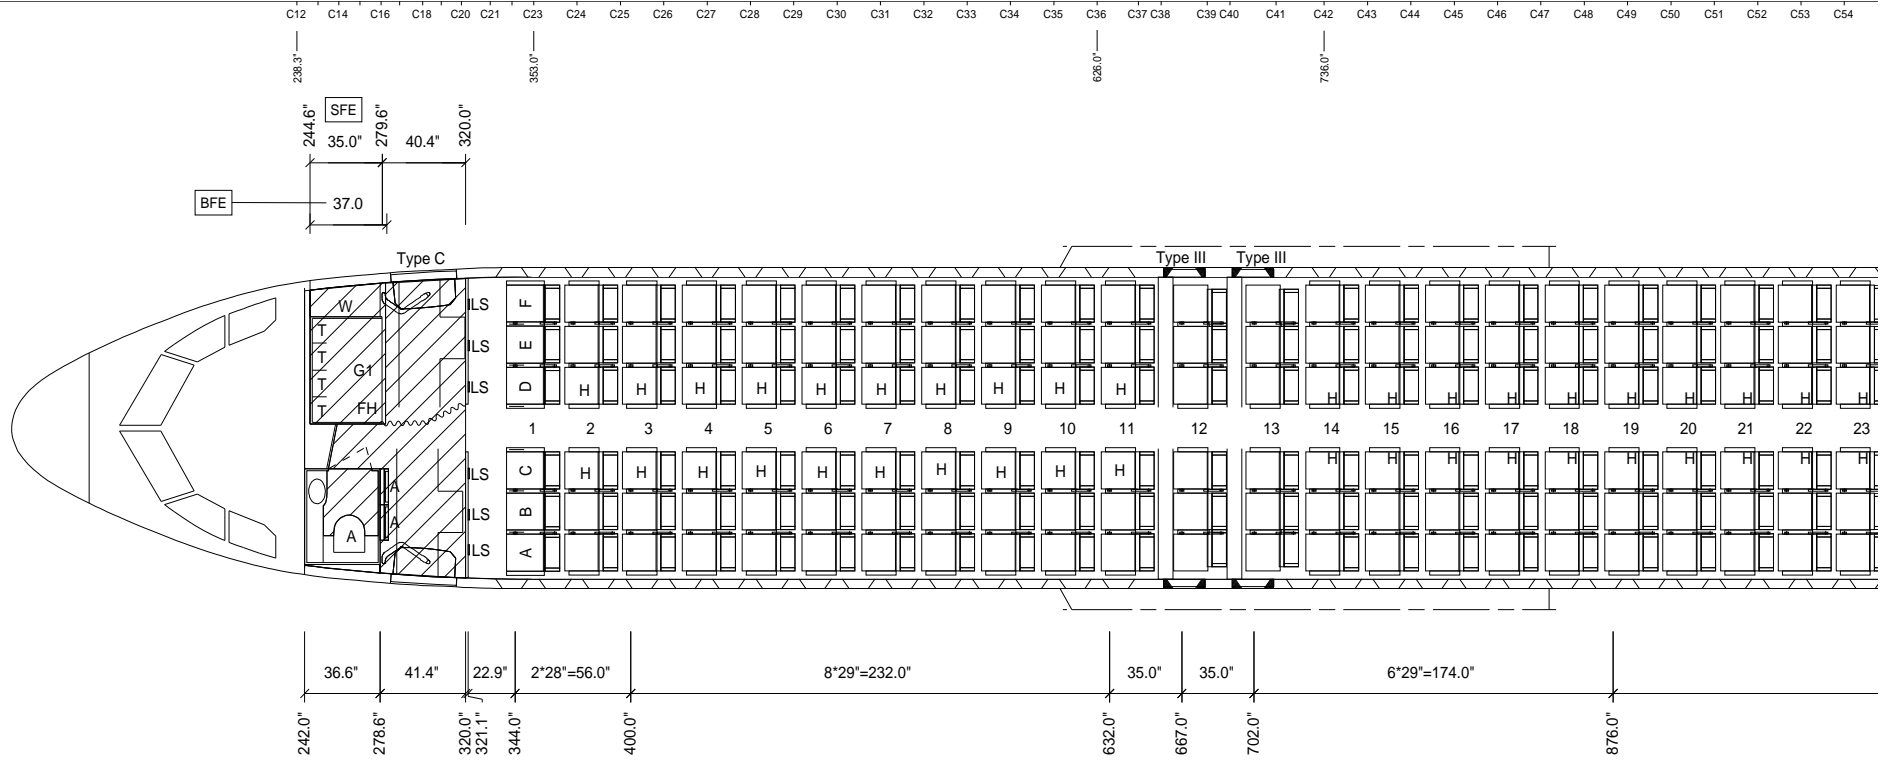 C12 C14 C16 C18 C20 C21 C23 C24 C25 C26 C27 C28 C29 C30 C31 C32 C33 C34 C35 C36 C37 C38 C39 C40 C41 C42 C43 C44 C45 C46 C47 C48 C49 C50 C51 C52 C53 C54
238.3" 353.0" 626.0" 736.0"
SFE
244.6" 279.6" 320.0"
35.0" 40.4"
BFE 37.0
Type C Type III Type III
W ILS F
T
T ILS E
G1
T ILS D H H H H H H H H H H H H H H H H H H H H
T FH
1 2 3 4 5 6 7 8 9 10 11 12 13 14 15 16 17 18 19 20 21 22 23
ILS C H H H H H H H H H H H H H H H H H H H H
A
ILS B
A
A ILS A
36.6" 41.4" 22.9" 2*28"=56.0" 8*29"=232.0" 35.0" 35.0" 6*29"=174.0"
242.0" 278.6" 320.0" 321.1" 344.0" 400.0" 632.0" 667.0" 702.0" 876.0"